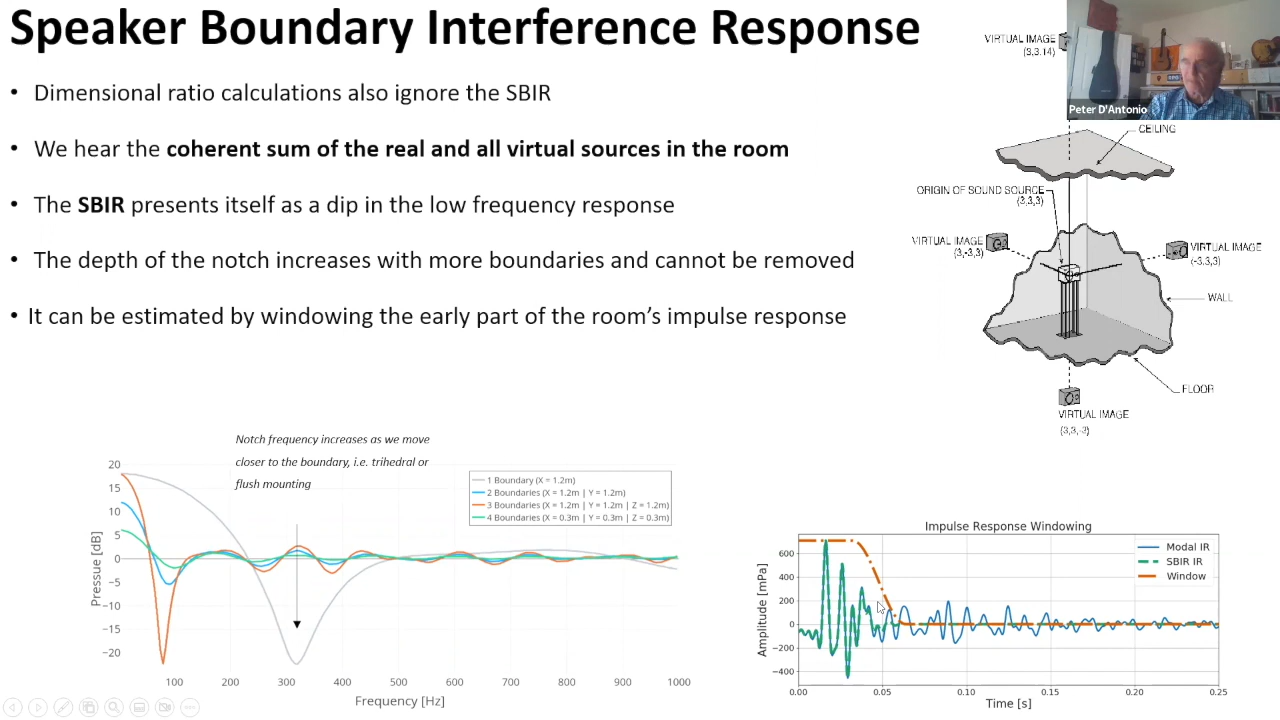 Speaker Boundary Interference Response
• Dimensional ratio calculations also ignore the SBIR
• We hear the coherent sum of the real and all virtual sources in the room
• The SBIR presents itself as a dip in the low frequency response
• The depth of the notch increases with more boundaries and cannot be removed
• It can be estimated by windowing the early part of the room's impulse response
VIRTUAL IMAGE
(3,3,14)
Peter D'Antonio
CEILING
ORIGIN OF SOUND SOURCE
(3,3,3)
VIRTUAL IMAGE
(3,-3,3)
VIRTUAL IMAGE
(-3,3,3)
WALL
FLOOR
VIRTUAL IMAGE
(3,3,-3)
Notch frequency increases as we move
closer to the boundary, i.e. trihedral or
flush mounting
20
15
10
5
0
−5
−10
−15
−20
Pressue [dB]
1 Boundary (X = 1.2m)
2 Boundaries (X = 1.2m | Y = 1.2m)
3 Boundaries (X = 1.2m | Y = 1.2m | Z = 1.2m)
4 Boundaries (X = 0.3m | Y = 0.3m | Z = 0.3m)
100 200 300 400 500 600 700 800 900 1000
Frequency [Hz]
Impulse Response Windowing
600
400
200
0
−200
−400
Amplitude [mPa]
Modal IR
SBIR IR
Window
0.00 0.05 0.10 0.15 0.20 0.25
Time [s]